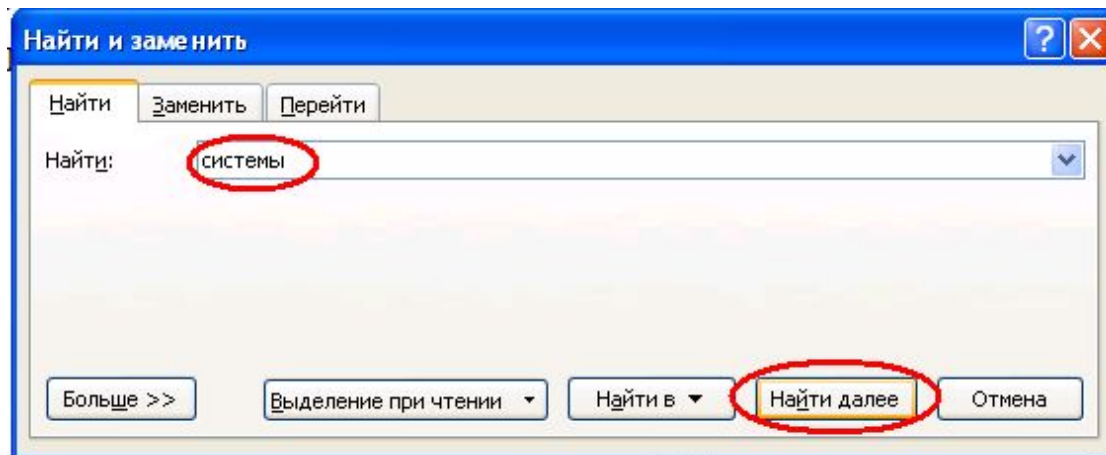 Найти и заменить
Найти Заменить Перейти
Найти: системы
Больше >> Выделение при чтении Найти в Найти далее Отмена